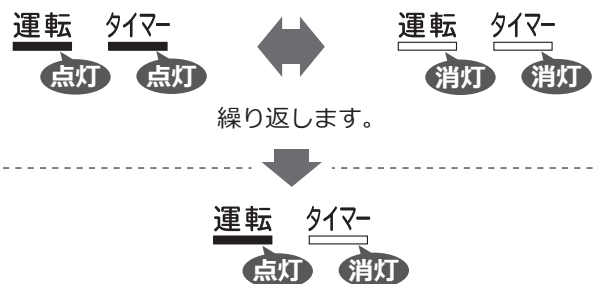 運転 タイマー 運転 タイマー
点灯 点灯 消灯 消灯
繰り返します。
運転 タイマー
点灯 消灯